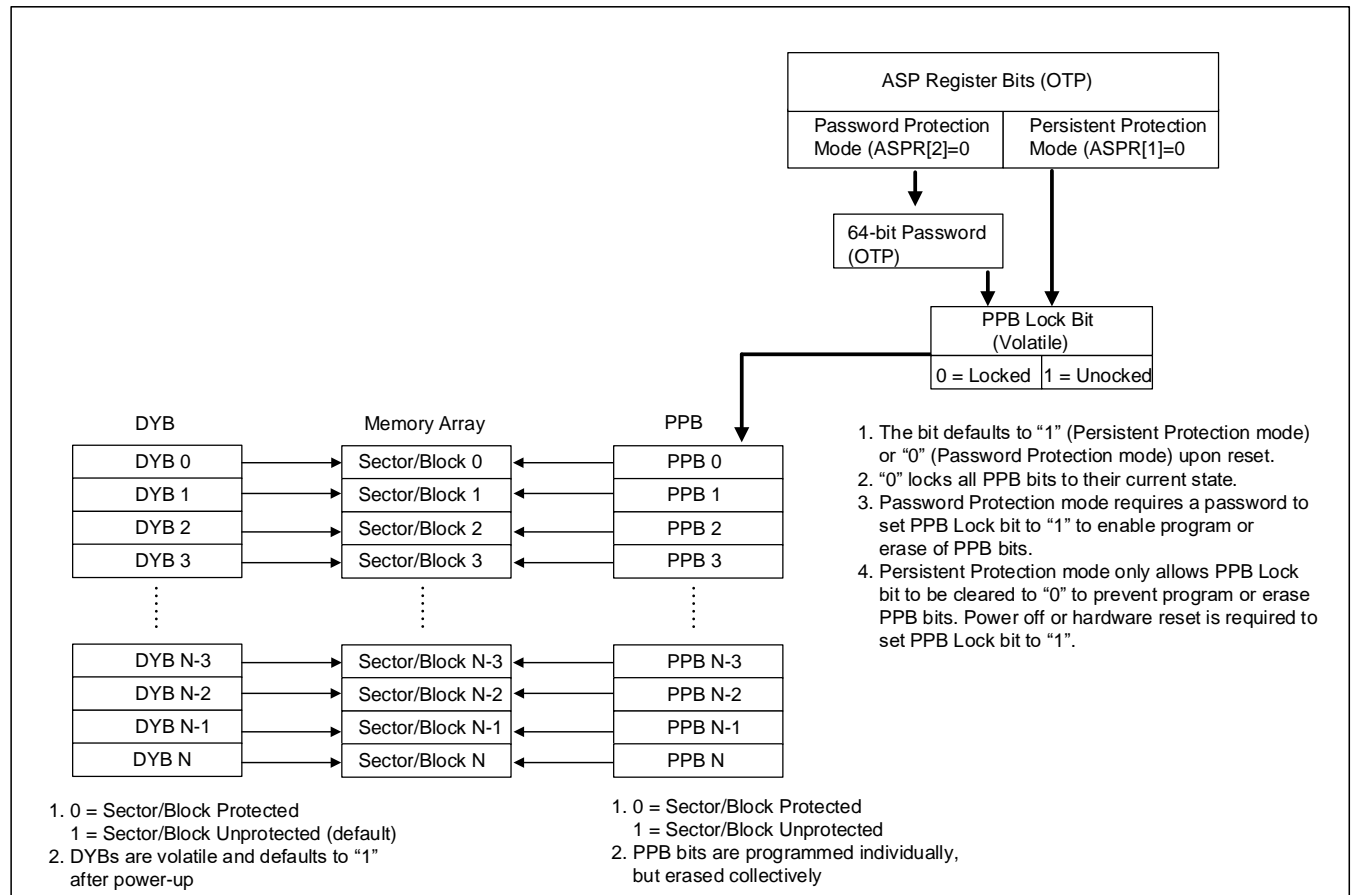 ASP Register Bits (OTP)
Password Protection
Mode (ASPR[2]=0
Persistent Protection
Mode (ASPR[1]=0
64-bit Password
(OTP)
PPB Lock Bit
(Volatile)
0 = Locked
1 = Unocked
1. The bit defaults to “1” (Persistent Protection mode)
or “0” (Password Protection mode) upon reset.
2. “0” locks all PPB bits to their current state.
3. Password Protection mode requires a password to
set PPB Lock bit to “1” to enable program or
erase of PPB bits.
4. Persistent Protection mode only allows PPB Lock
bit to be cleared to “0” to prevent program or erase
PPB bits. Power off or hardware reset is required to
set PPB Lock bit to “1”.
DYB
Memory Array
PPB
DYB 0
Sector/Block 0
PPB 0
DYB 1
Sector/Block 1
PPB 1
DYB 2
Sector/Block 2
PPB 2
DYB 3
Sector/Block 3
PPB 3
DYB N-3
Sector/Block N-3
PPB N-3
DYB N-2
Sector/Block N-2
PPB N-2
DYB N-1
Sector/Block N-1
PPB N-1
DYB N
Sector/Block N
PPB N
1. 0 = Sector/Block Protected
1 = Sector/Block Unprotected (default)
2. DYBs are volatile and defaults to “1”
after power-up
1. 0 = Sector/Block Protected
1 = Sector/Block Unprotected
2. PPB bits are programmed individually,
but erased collectively